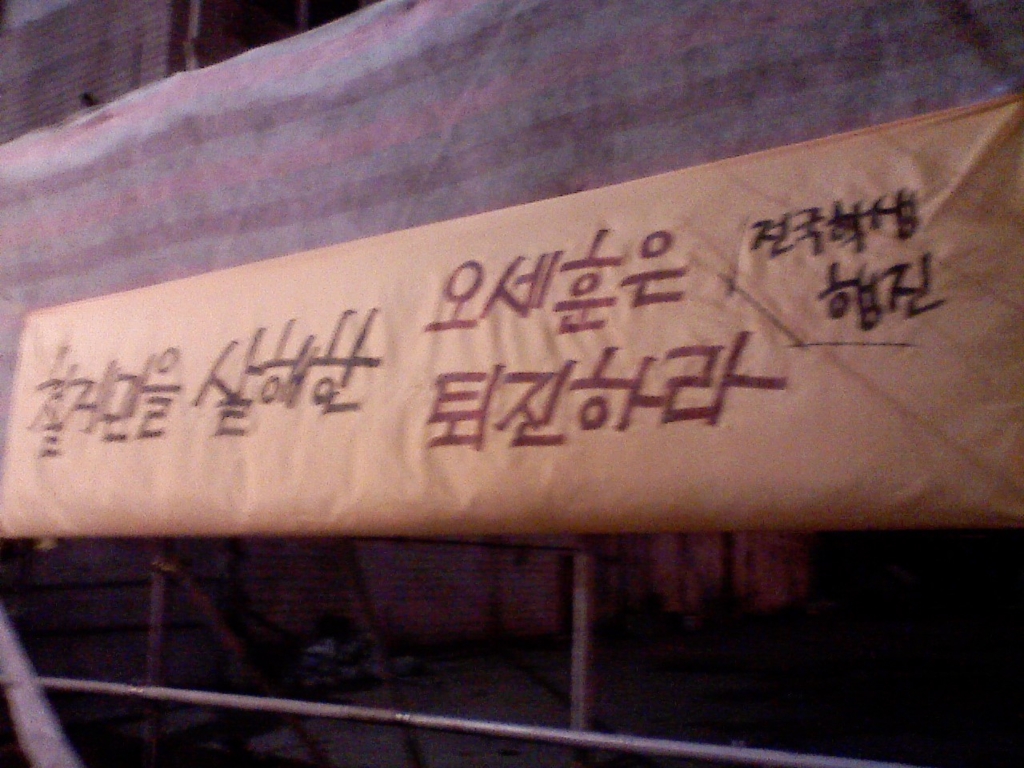 철거민을 살해한
오세훈은
퇴진하라
전국학생
행진